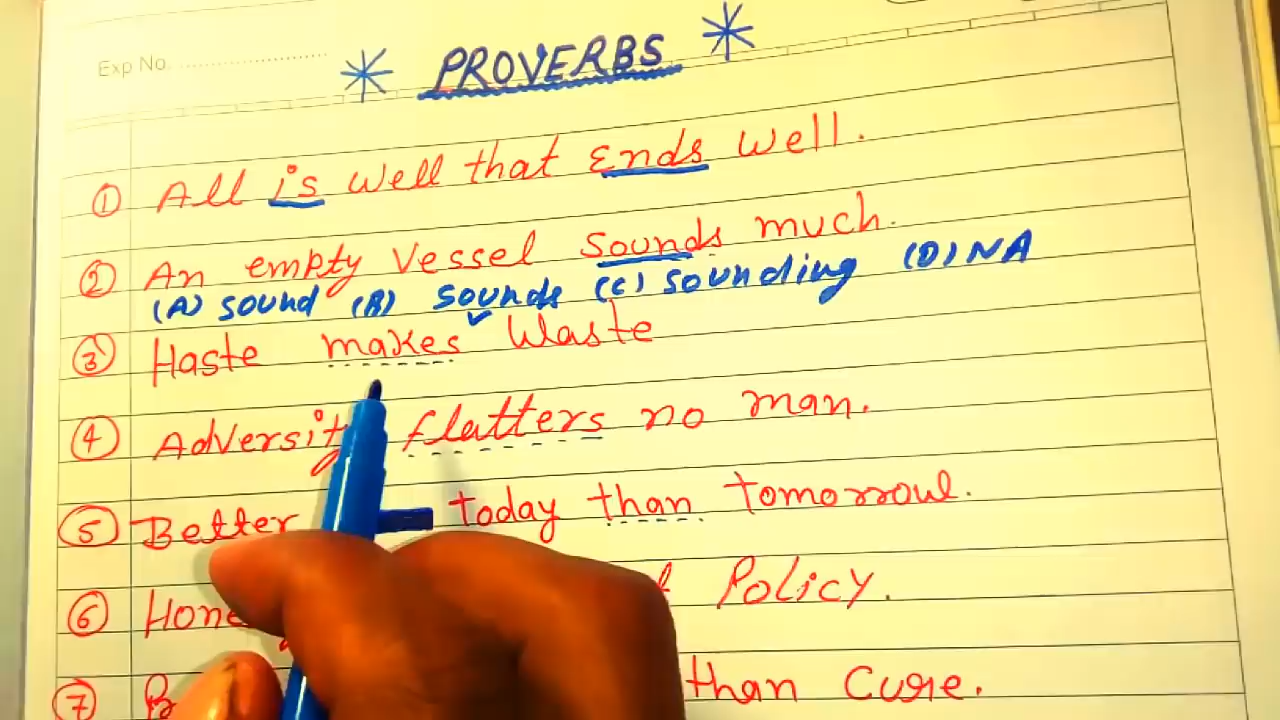 Exp No.
* PROVERBS *
① All is well that Ends well.
② An empty vessel sounds much.
(A) sound (B) sounds (C) sounding (D) NA
③ Haste makes Waste
④ Adversity flatters no man.
⑤ Better today than tomorrow.
⑥ Policy.
⑦ than Cure.